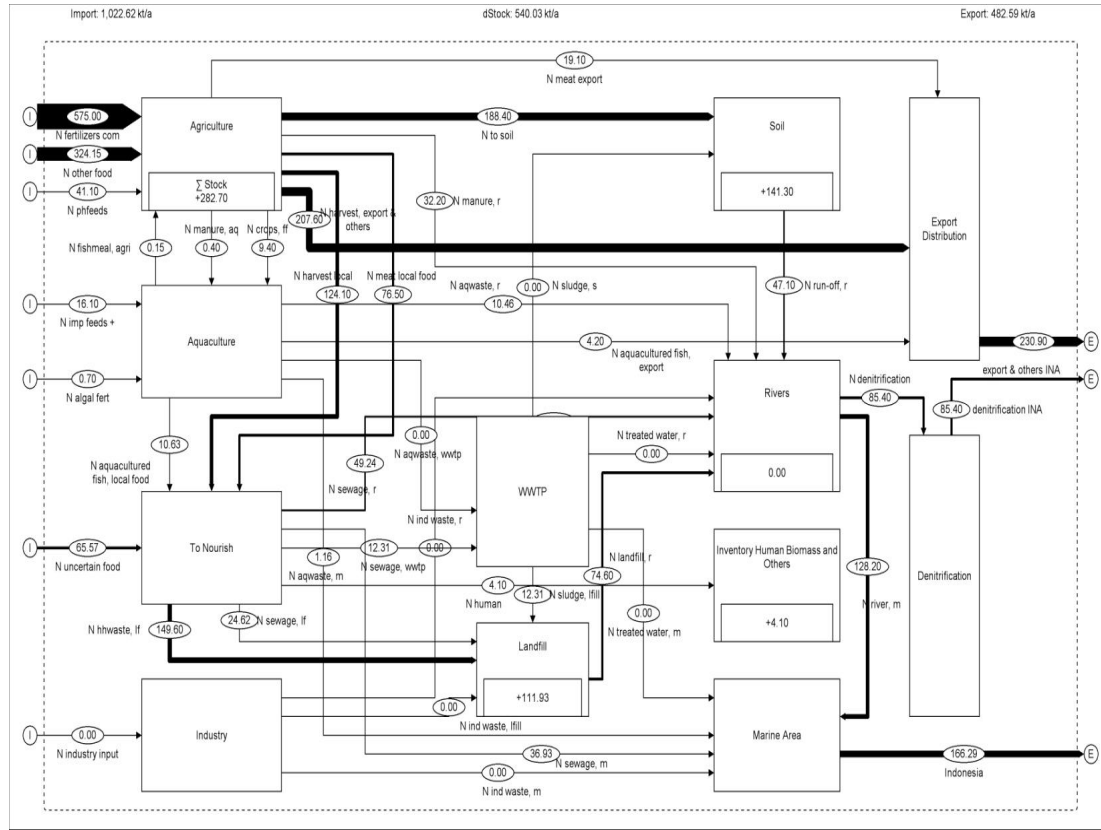 Import: 1,022.62 kt/a
dStock: 540.03 kt/a
Export: 482.59 kt/a
19.10
N meat export
I
575.00
N fertilizers com
Agriculture
∑ Stock
+282.70
188.40
N to soil
Soil
+141.30
Export
Distribution
I
324.15
N other food
I
41.10
N phfeeds
32.20
N manure, r
207.60
N harvest, export &
others
N fishmeal, agri
0.15
N manure, aq
0.40
N crops, ff
9.40
N harvest local
124.10
N meat local food
76.50
N aqwaste, r
10.46
0.00
N sludge, s
47.10
N run-off, r
I
16.10
N imp feeds +
Aquaculture
4.20
N aquacultured fish,
export
230.90
E
export & others INA
I
0.70
N algal fert
Rivers
0.00
N denitrification
85.40
85.40
denitrification INA
E
10.63
N aquacultured
fish, local food
0.00
N aqwaste, wwtp
49.24
N sewage, r
N treated water, r
0.00
WWTP
N ind waste, r
0.00
To Nourish
I
65.57
N uncertain food
1.16
N aqwaste, m
12.31
N sewage, wwtp
N landfill, r
74.60
Inventory Human Biomass and
Others
+4.10
Denitrification
128.20
N river, m
4.10
N human
12.31
N sludge, lfill
0.00
N treated water, m
N hhwaste, lf
149.60
24.62
N sewage, lf
Landfill
+111.93
I
0.00
N industry input
Industry
0.00
N ind waste, lfill
Marine Area
36.93
N sewage, m
0.00
N ind waste, m
166.29
Indonesia
E